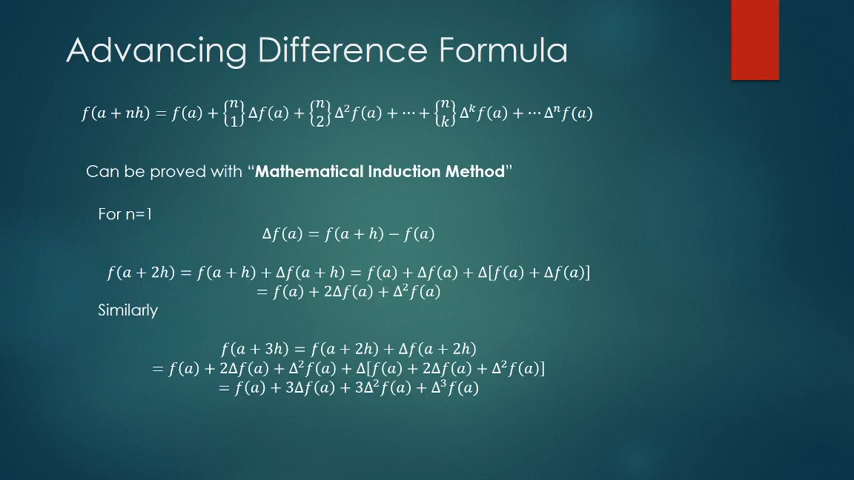 Advancing Difference Formula
f(a + nh) = f(a) + {n 1} Δf(a) + {n 2} Δ²f(a) + ⋯ + {n k} Δᵏf(a) + ⋯ Δⁿf(a)
Can be proved with “Mathematical Induction Method”
For n=1
Δf(a) = f(a + h) − f(a)
f(a + 2h) = f(a + h) + Δf(a + h) = f(a) + Δf(a) + Δ[f(a) + Δf(a)]
= f(a) + 2Δf(a) + Δ²f(a)
Similarly
f(a + 3h) = f(a + 2h) + Δf(a + 2h)
= f(a) + 2Δf(a) + Δ²f(a) + Δ[f(a) + 2Δf(a) + Δ²f(a)]
= f(a) + 3Δf(a) + 3Δ²f(a) + Δ³f(a)